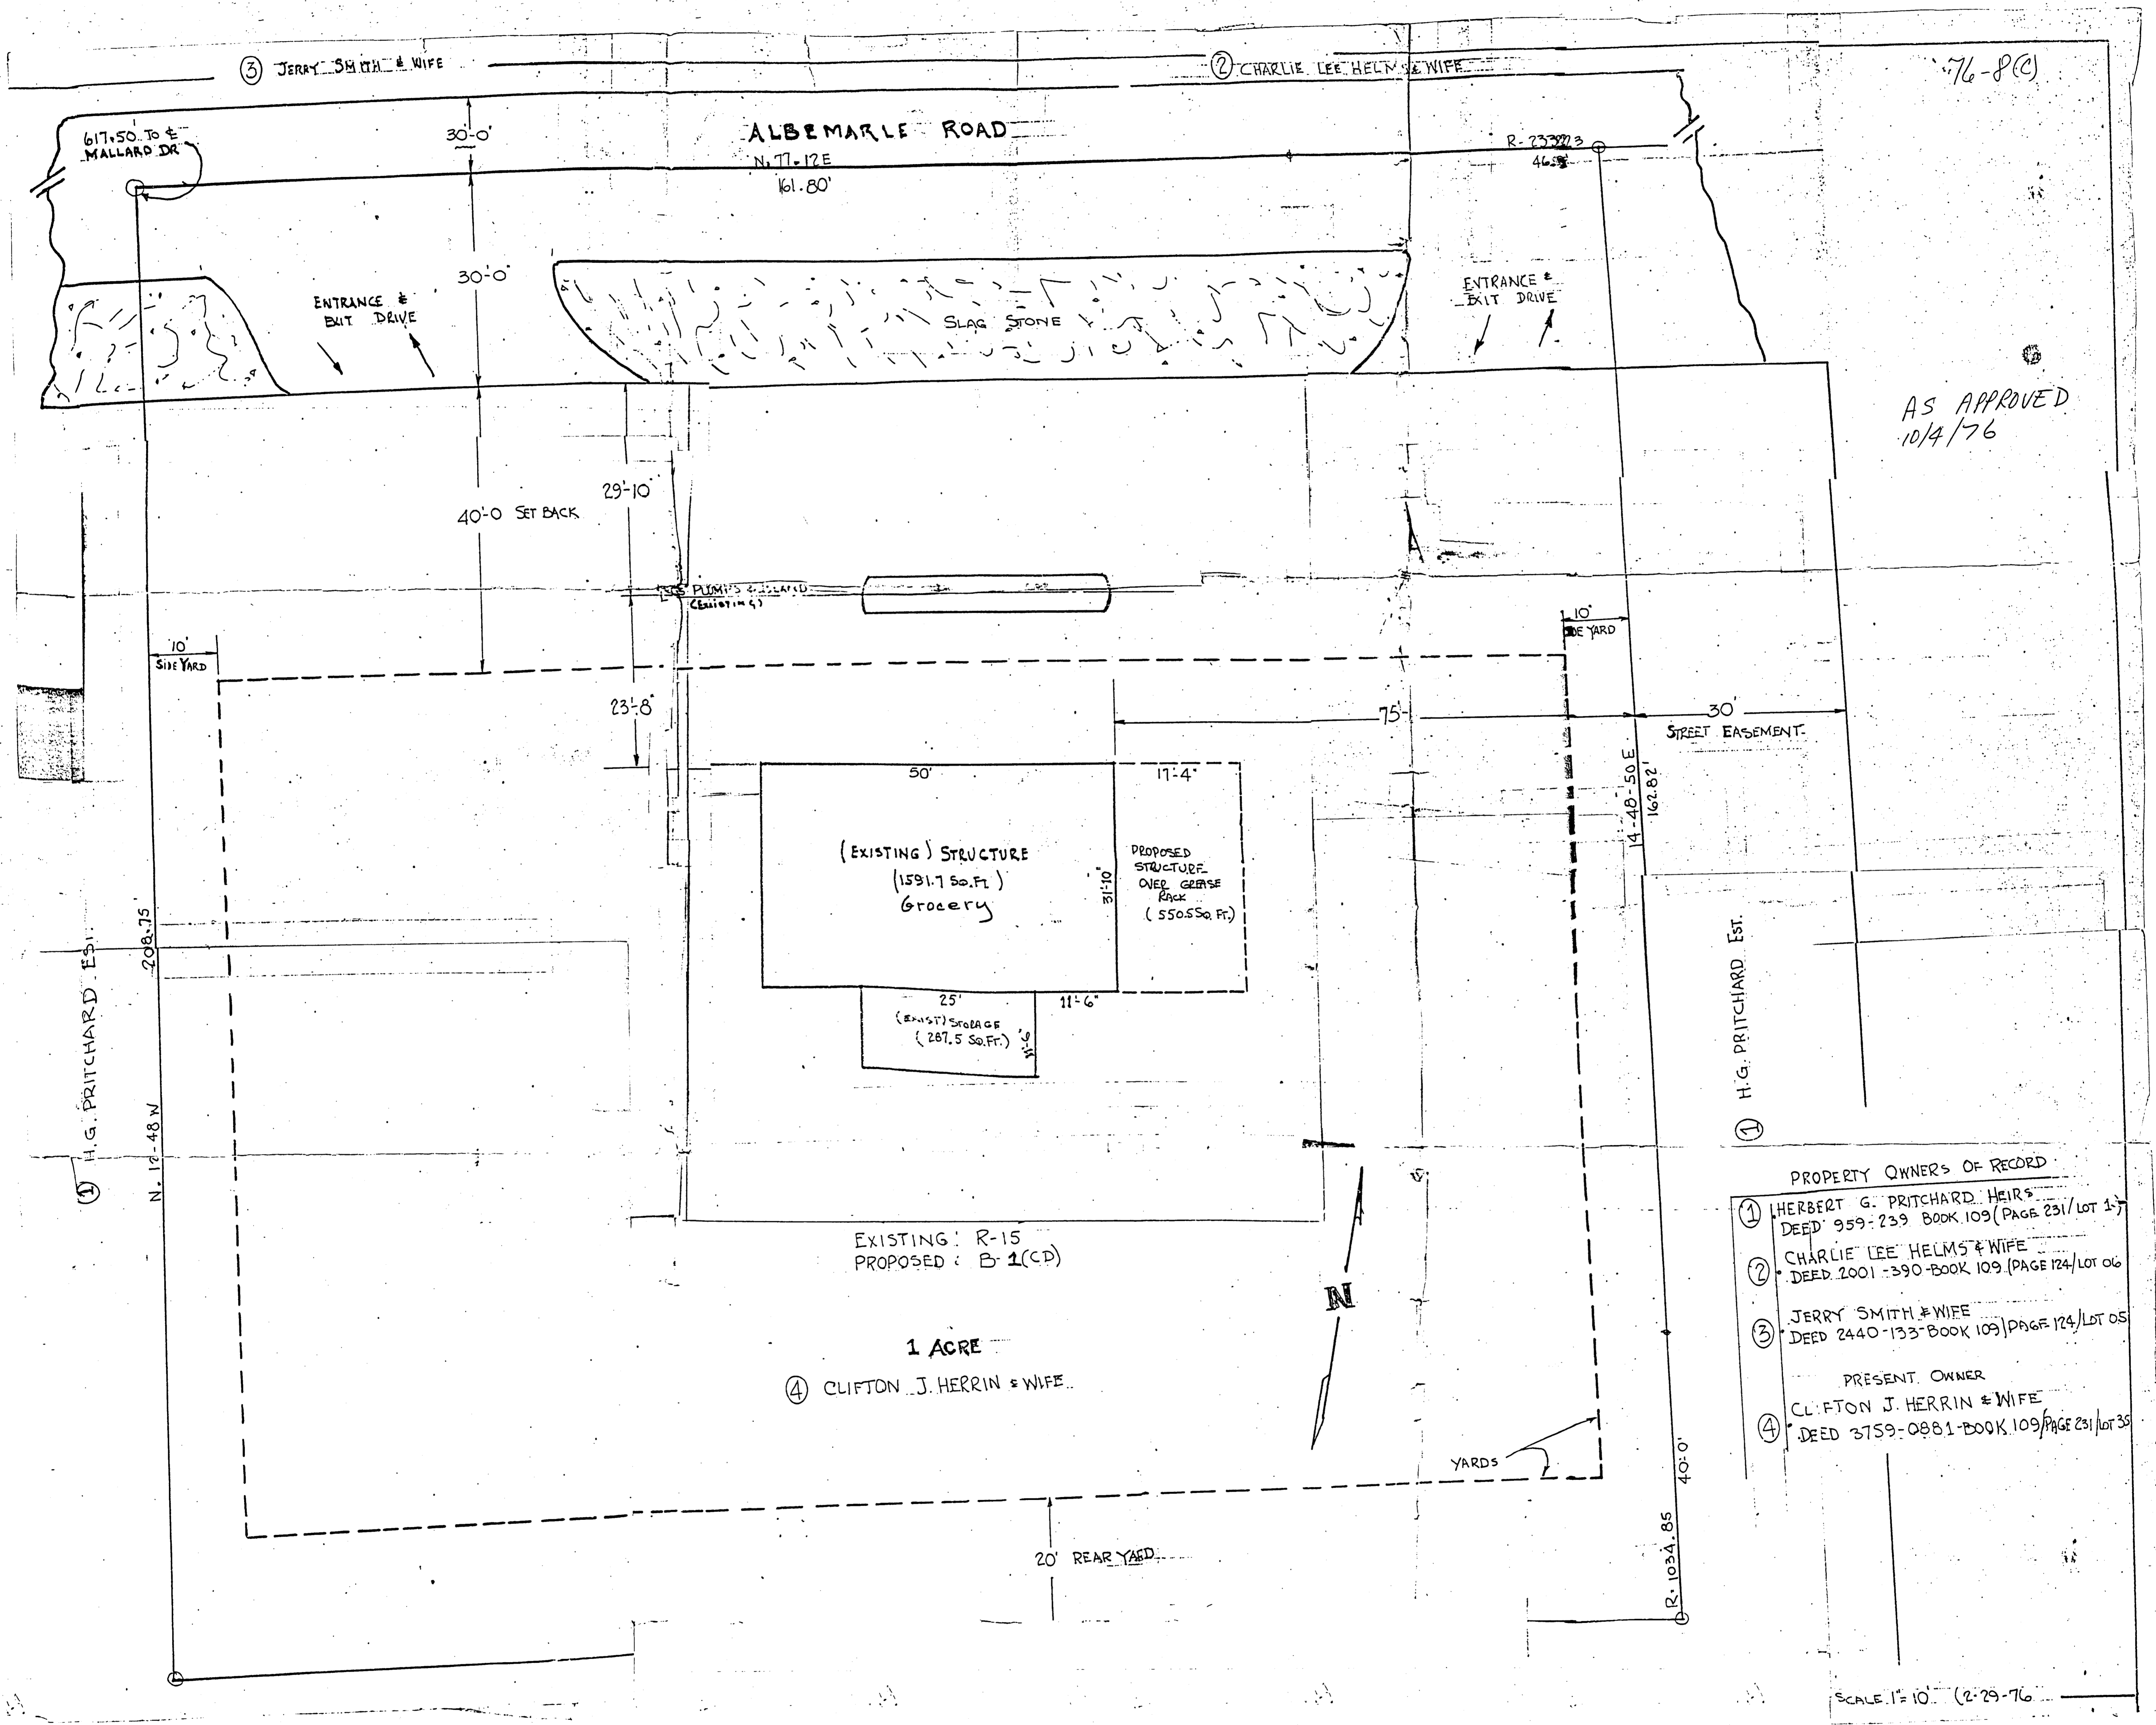 ③ JERRY SMITH & WIFE
② CHARLIE LEE HELMS & WIFE
76-8(C)
617.50 TO ℄
MALLARD DR
30'-0"
ALBEMARLE ROAD
N. 77-12 E
161.80'
30'-0"
ENTRANCE &
EXIT DRIVE
SLAG STONE
ENTRANCE &
EXIT DRIVE
AS APPROVED
10/4/76
29'-10"
40'-0 SET BACK
PUMPS & ISLAND
(EXISTING)
10'
SIDE YARD
10'
SIDE YARD
23'-8"
75'
30'
STREET EASEMENT
14-48-50 E
162.82'
50'
17'-4"
(EXISTING) STRUCTURE
(1591.7 SQ.FT.)
Grocery
31'-10"
PROPOSED
STRUCTURE
OVER GREASE
RACK
(550.5 SQ. FT.)
25'
11'-6"
(EXIST) STORAGE
(287.5 SQ.FT.)
11'-6"
① H.G. PRITCHARD EST.
N. 12-48 W
208.75'
① H.G. PRITCHARD EST.
EXISTING: R-15
PROPOSED: B-1(CD)
N
1 ACRE
④ CLIFTON J. HERRIN & WIFE
YARDS
20' REAR YARD
R. 1034.85
40'-0'
PROPERTY OWNERS OF RECORD
① HERBERT G. PRITCHARD HEIRS
DEED 959-239 BOOK 109 (PAGE 231/LOT
② CHARLIE LEE HELMS & WIFE
DEED 2001-390-BOOK 109 (PAGE 124/LOT 06
③ JERRY SMITH & WIFE
DEED 2440-133-BOOK 109) PAGE 124/LOT 05
PRESENT OWNER
④ CLIFTON J. HERRIN & WIFE
DEED 3759-0881-BOOK 109/PAGE 231/LOT 35
SCALE 1"=10' (2-29-76